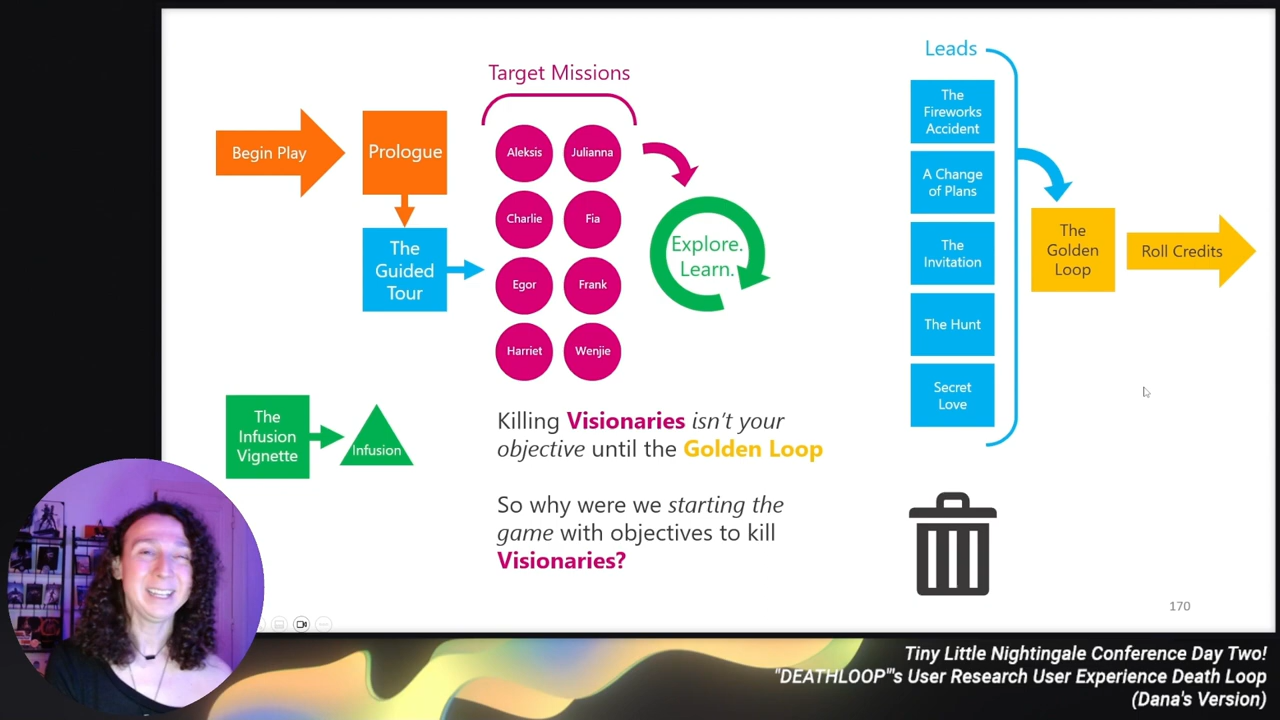 Begin Play
Prologue
The
Guided
Tour
Target Missions
Aleksis
Julianna
Charlie
Fia
Egor
Frank
Harriet
Wenjie
Explore.
Learn.
Leads
The
Fireworks
Accident
A Change
of Plans
The
Invitation
The Hunt
Secret
Love
The
Golden
Loop
Roll Credits
The
Infusion
Vignette
Infusion
Killing Visionaries isn't your
objective until the Golden Loop
So why were we starting the
game with objectives to kill
Visionaries?
170
Tiny Little Nightingale Conference Day Two!
"DEATHLOOP"'s User Research User Experience Death Loop
(Dana's Version)